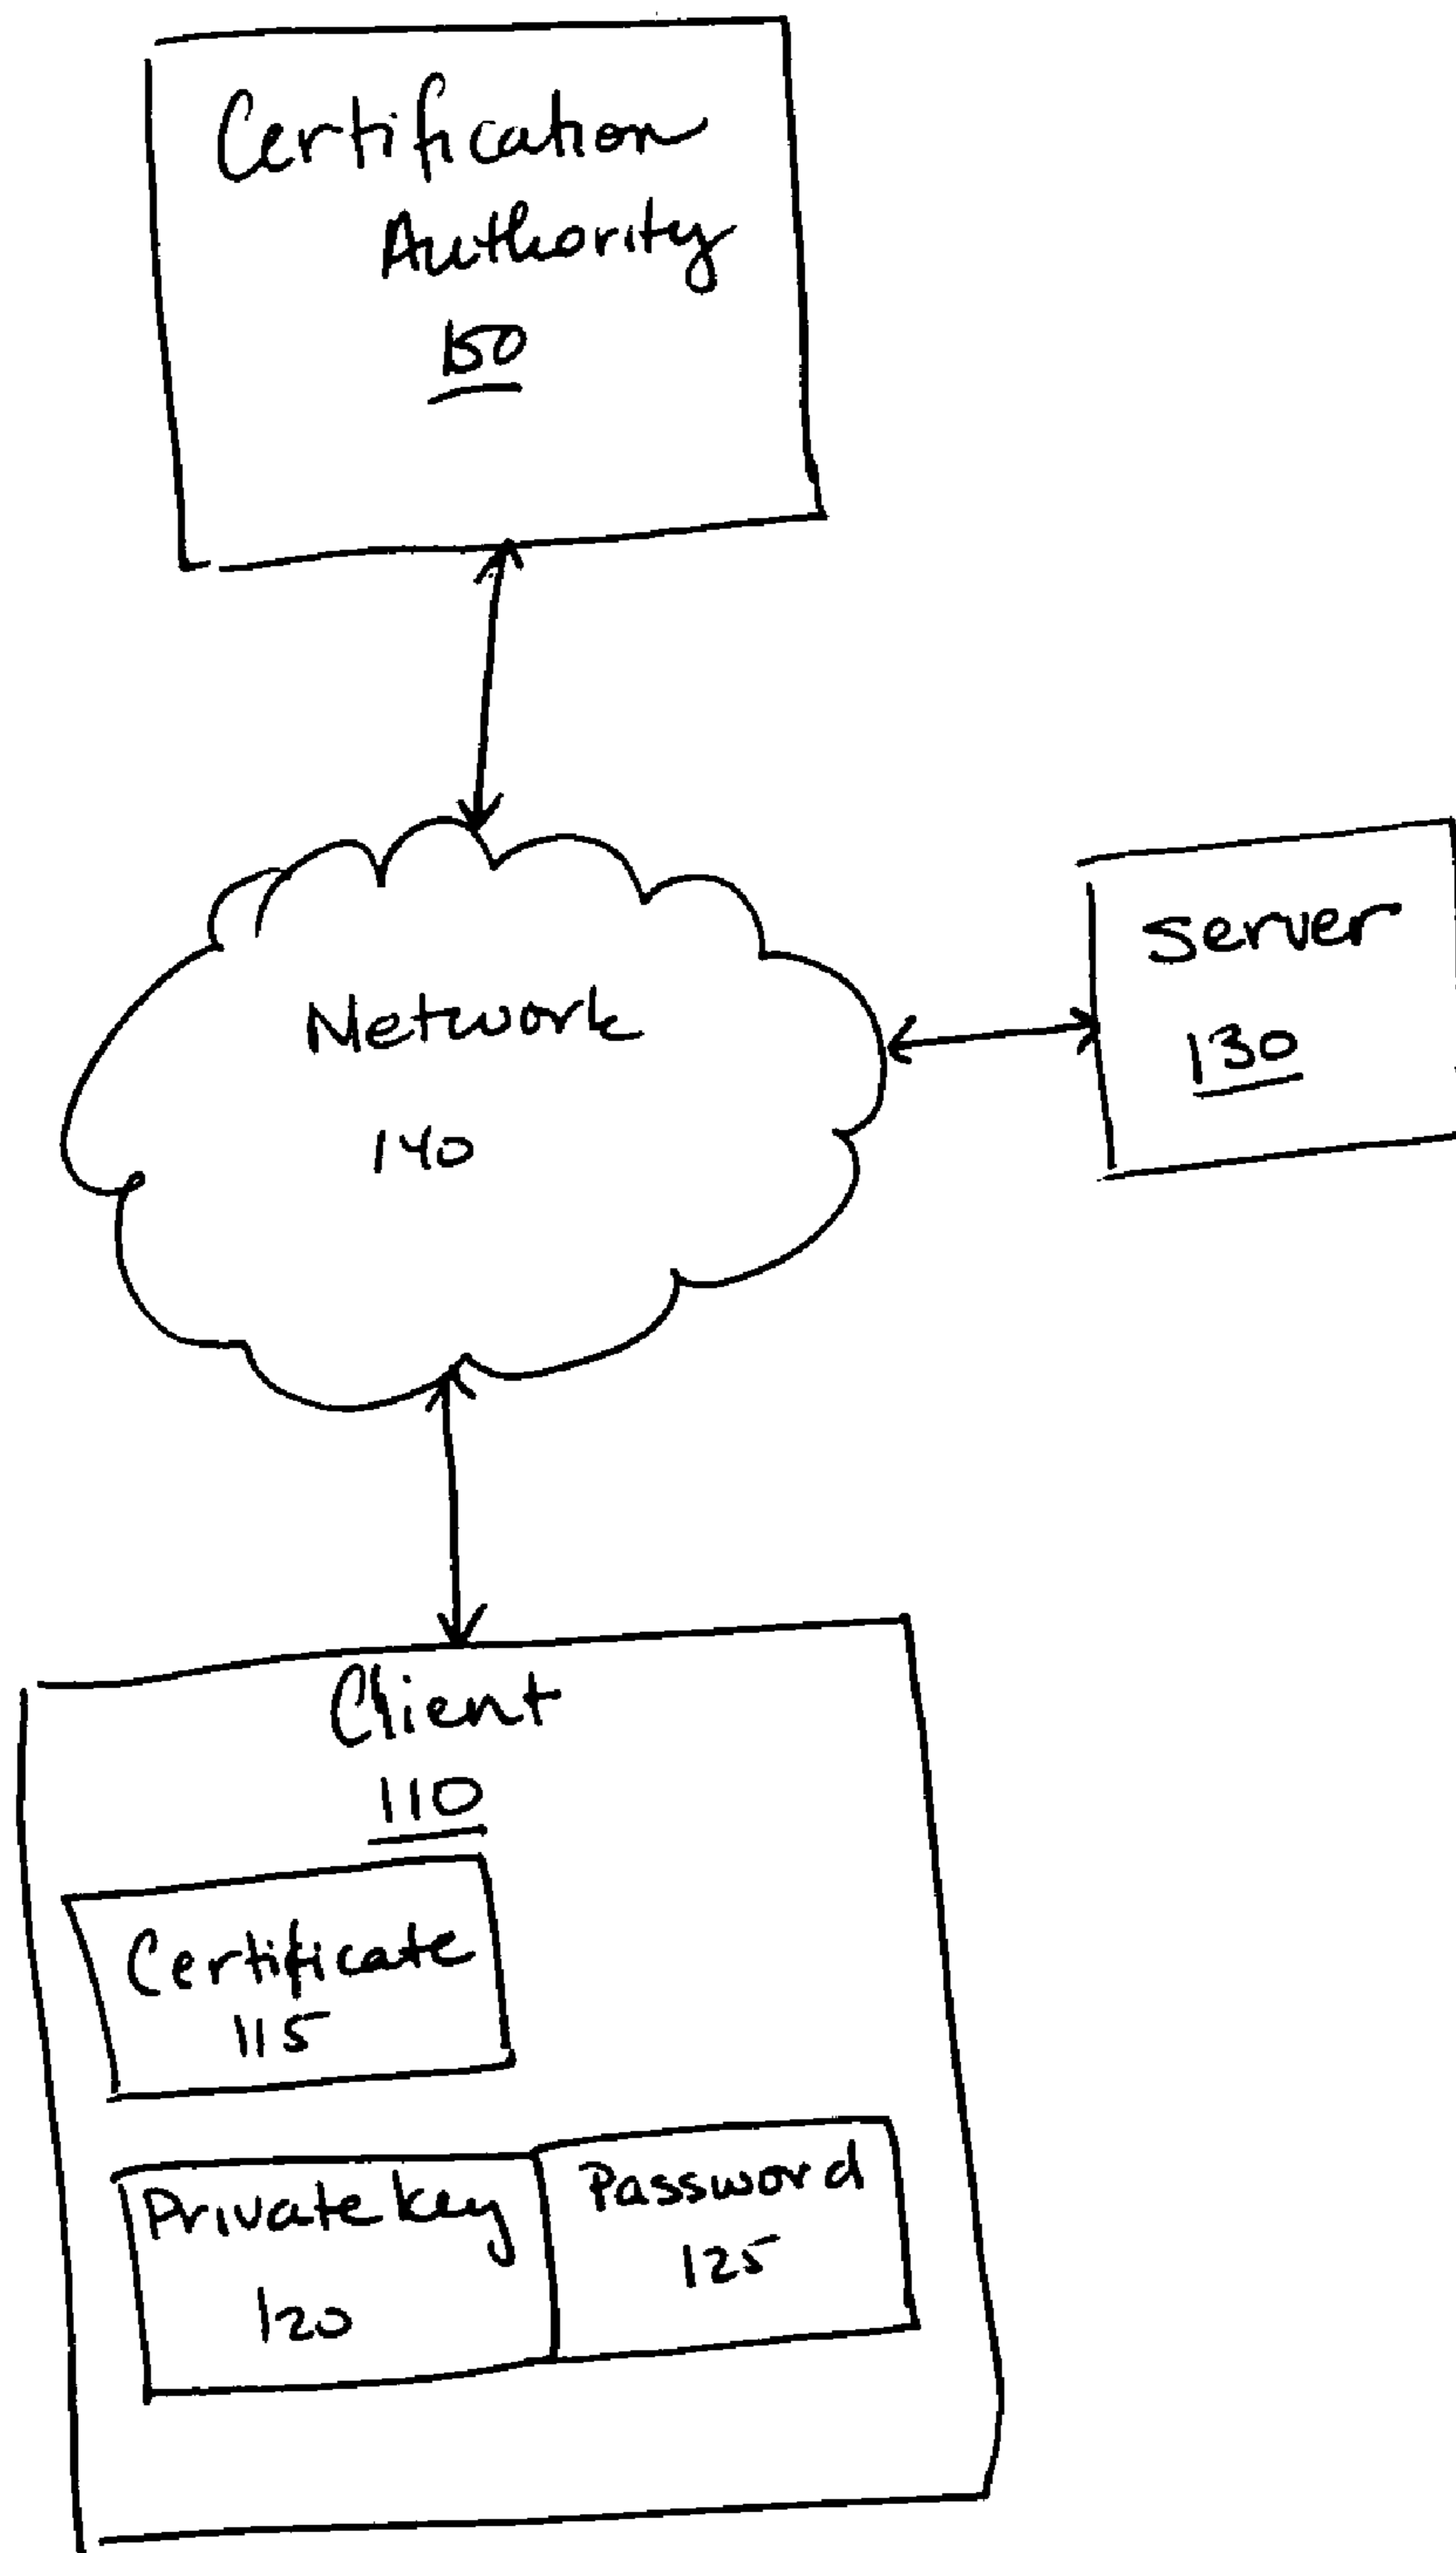 Certification
Authority
150
Network
140
Server
130
Client
110
Certificate
115
Private key
120
Password
125